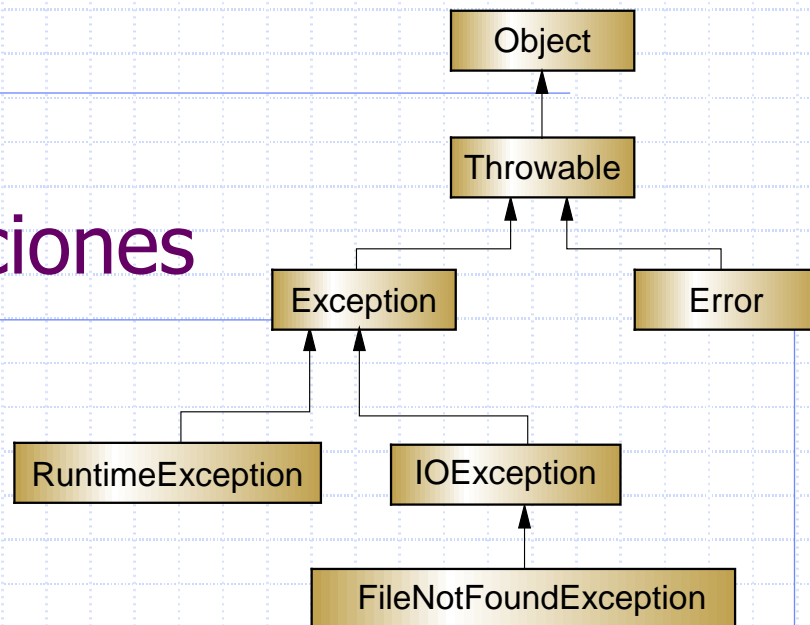 Object
Throwable
ciones
Exception
Error
RuntimeException
IOException
FileNotFoundException